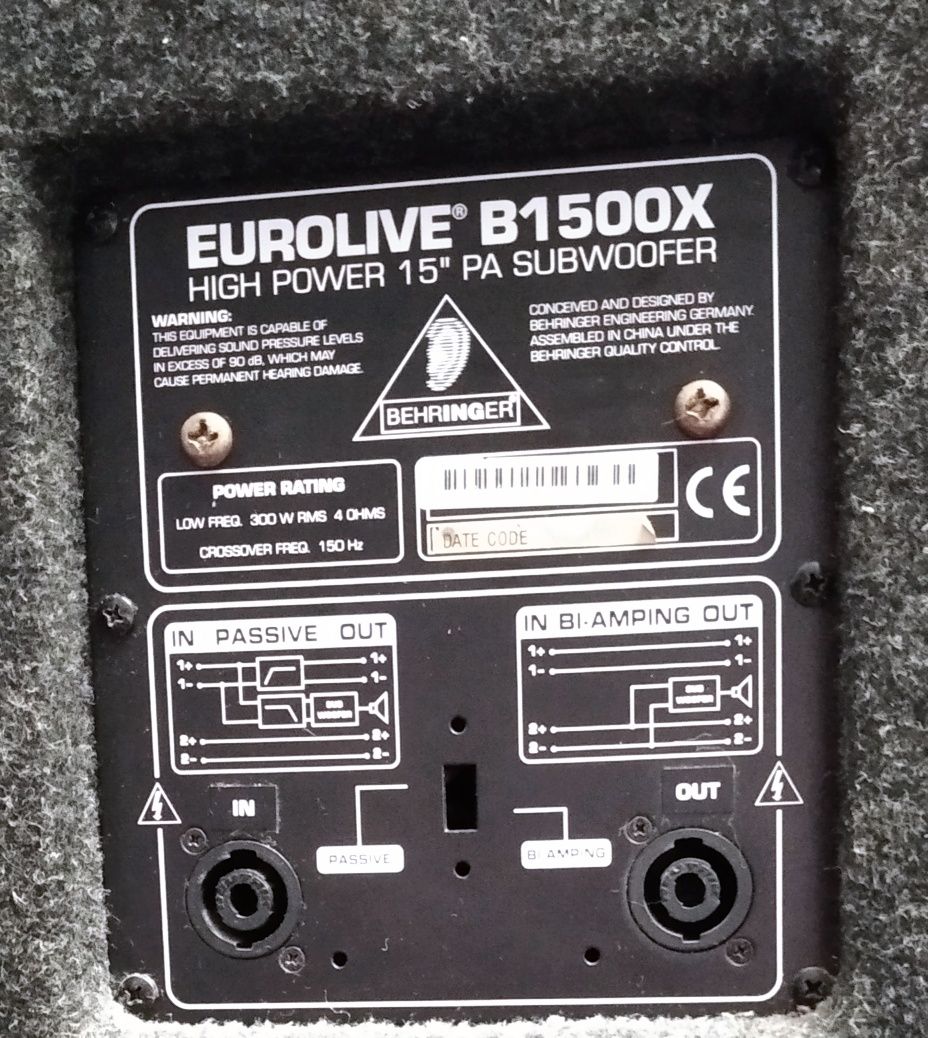 EUROLIVE® B1500X
HIGH POWER 15" PA SUBWOOFER
WARNING:
THIS EQUIPMENT IS CAPABLE OF
DELIVERING SOUND PRESSURE LEVELS
IN EXCESS OF 90 dB, WHICH MAY
CAUSE PERMANENT HEARING DAMAGE.
CONCEIVED AND DESIGNED BY
BEHRINGER ENGINEERING GERMANY.
ASSEMBLED IN CHINA UNDER THE
BEHRINGER QUALITY CONTROL.
BEHRINGER®
POWER RATING
LOW FREQ. 300 W RMS 4 OHMS
CROSSOVER FREQ. 150 Hz
DATE CODE
CE
IN PASSIVE OUT
1+ 1+
1- 1-
SUB
WOOFER
2+ 2+
2- 2-
IN BI-AMPING OUT
1+ 1+
1- 1-
SUB
WOOFER
2+ 2+
2- 2-
IN
OUT
PASSIVE
BI-AMPING